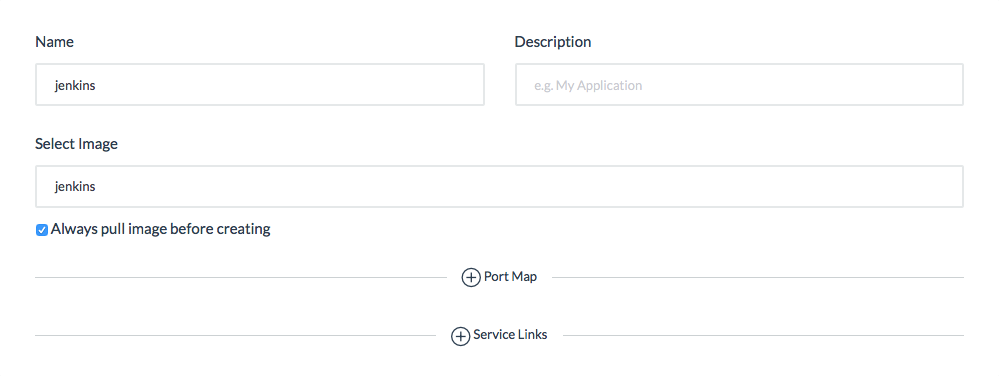 Name
Description
jenkins
e.g. My Application
Select Image
jenkins
Always pull image before creating
Port Map
Service Links